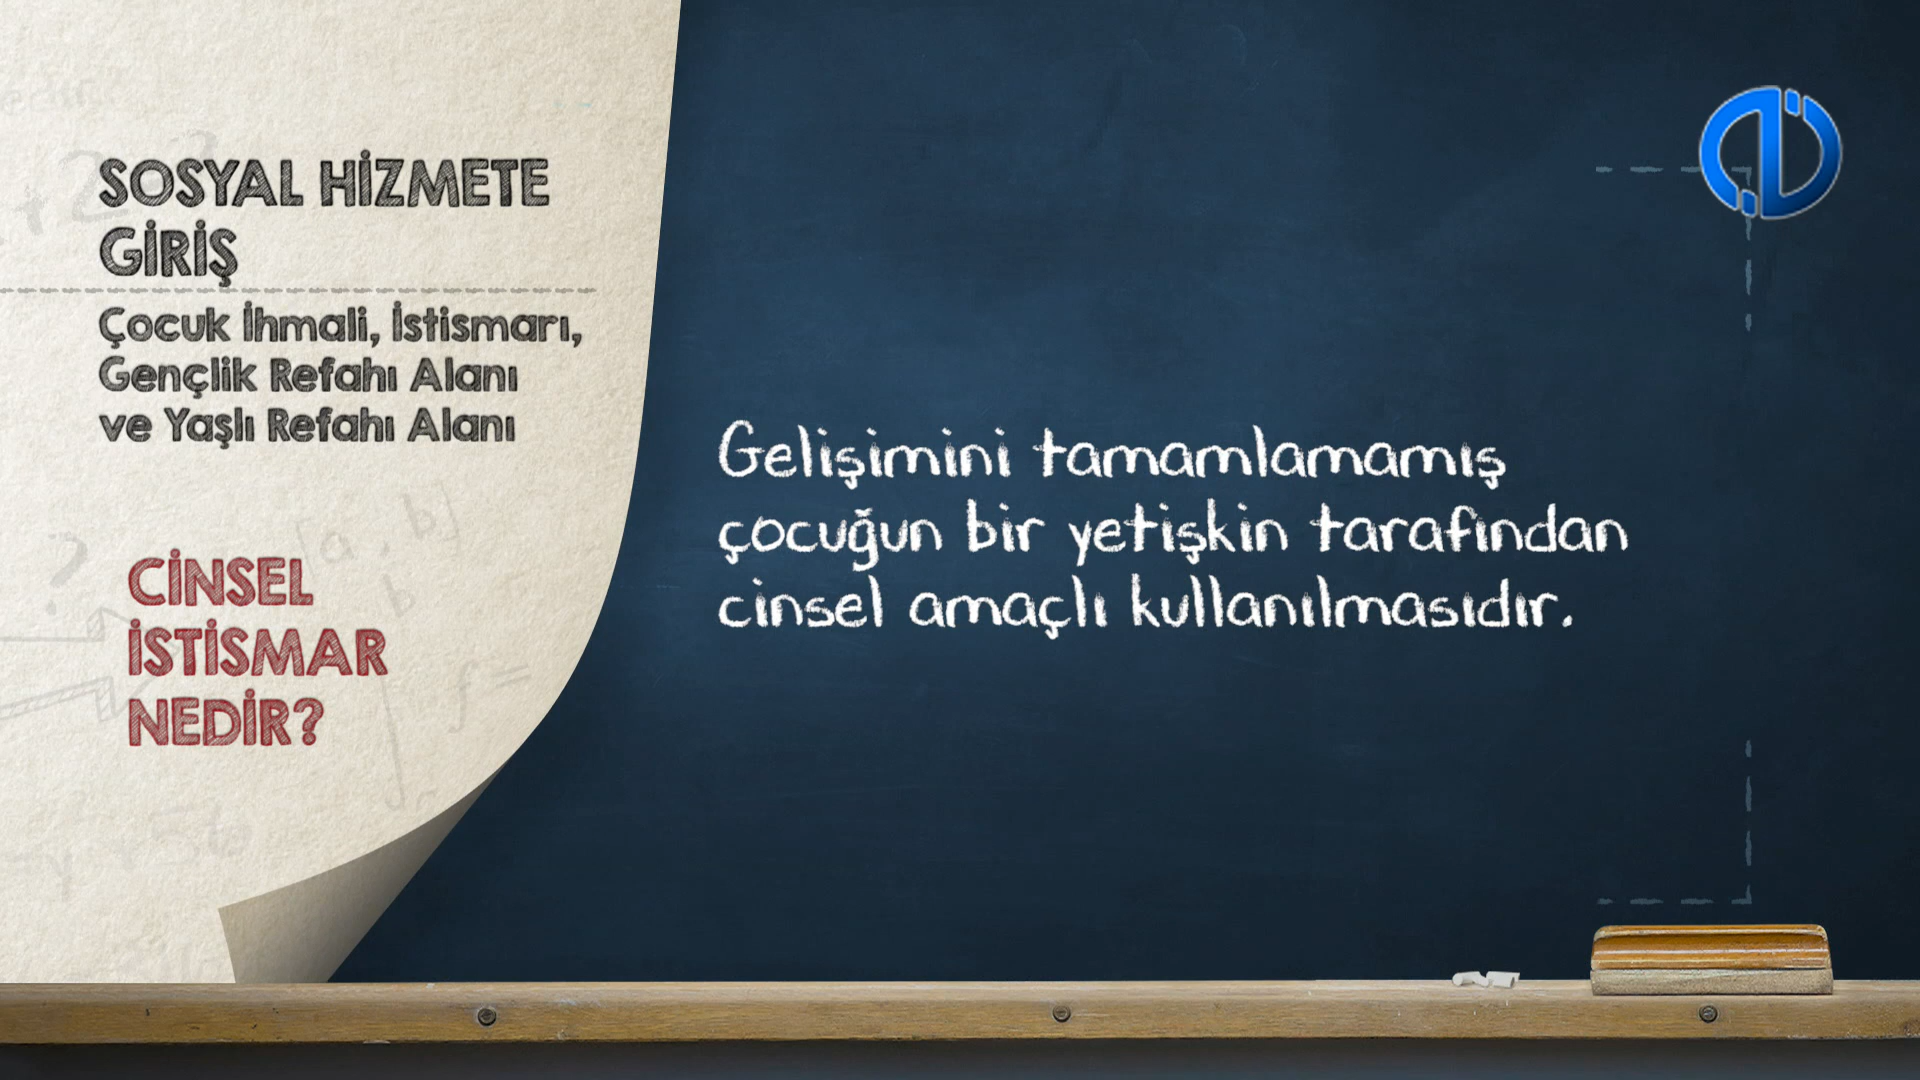 SOSYAL HİZMETE
GİRİŞ
Çocuk İhmali, İstismarı,
Gençlik Refahı Alanı
ve Yaşlı Refahı Alanı
CİNSEL
İSTİSMAR
NEDİR?
Gelişimini tamamlamamış
çocuğun bir yetişkin tarafından
cinsel amaçlı kullanılmasıdır.